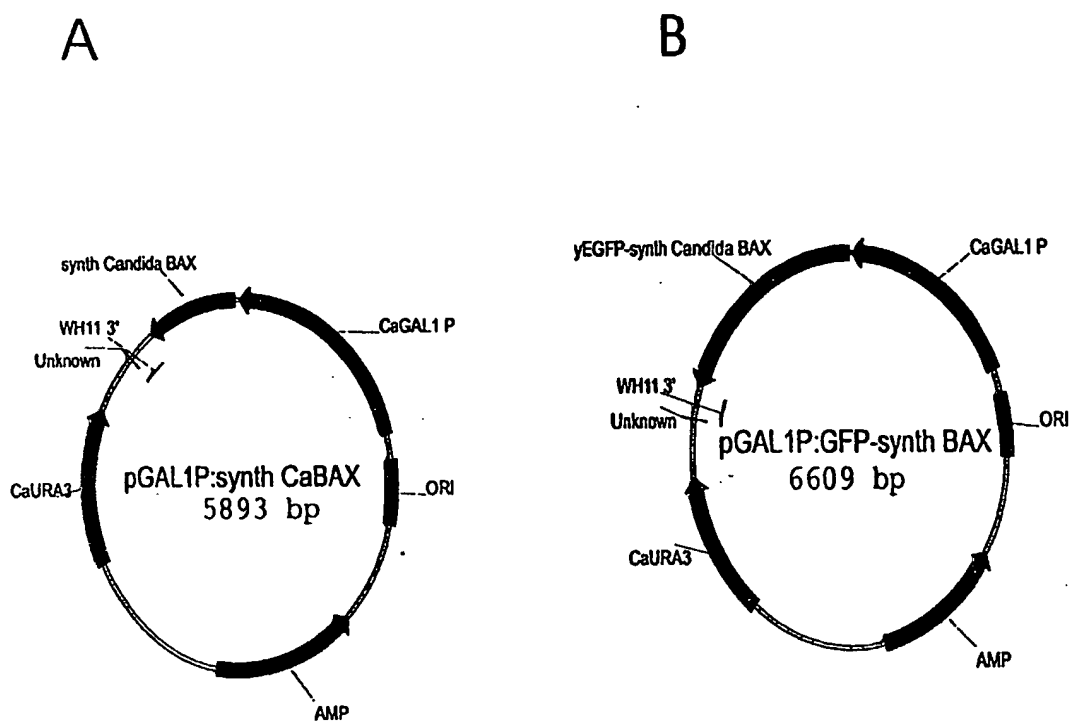 A
B
synth Candida BAX
WH11 3'
Unknown
CaGAL1 P
CaURA3
pGAL1P:synth CaBAX
5893 bp
ORI
AMP
yEGFP-synth Candida BAX
CaGAL1 P
WH11 3'
Unknown
pGAL1P:GFP-synth BAX
6609 bp
ORI
CaURA3
AMP